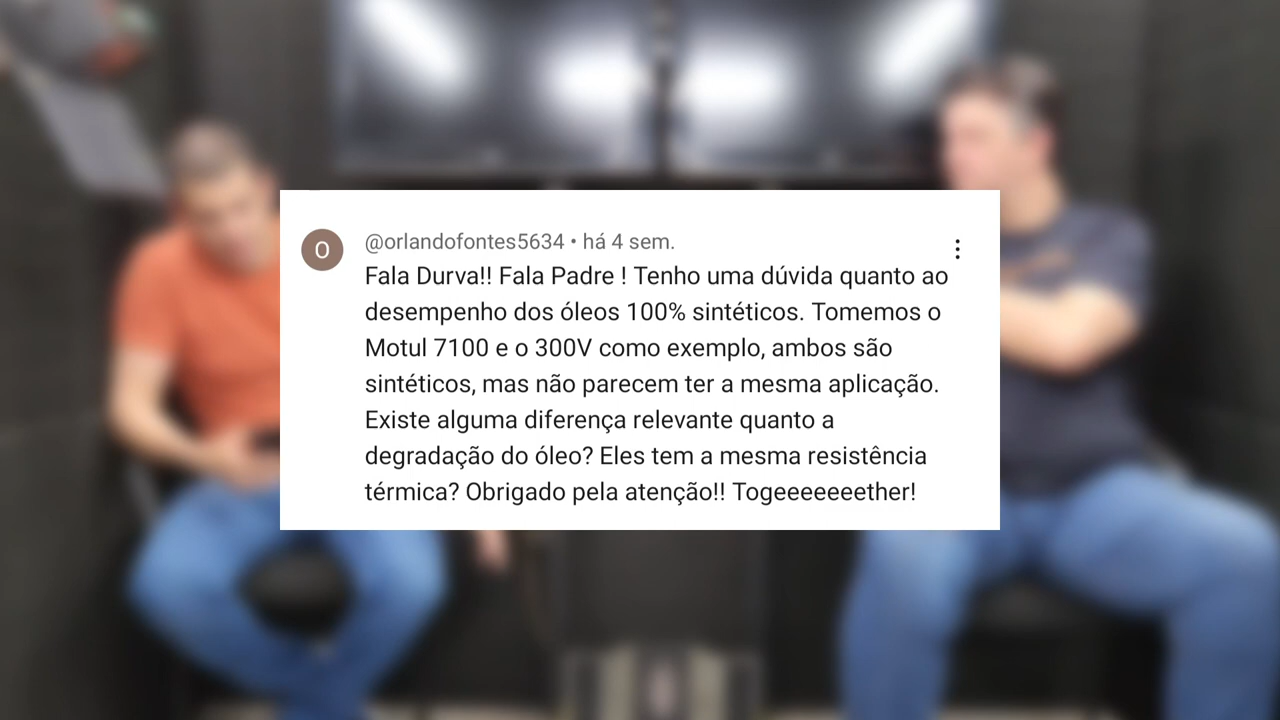 O
@orlandofontes5634 • há 4 sem.
Fala Durva!! Fala Padre ! Tenho uma dúvida quanto ao
desempenho dos óleos 100% sintéticos. Tomemos o
Motul 7100 e o 300V como exemplo, ambos são
sintéticos, mas não parecem ter a mesma aplicação.
Existe alguma diferença relevante quanto a
degradação do óleo? Eles tem a mesma resistência
térmica? Obrigado pela atenção!! Togeeeeeeether!